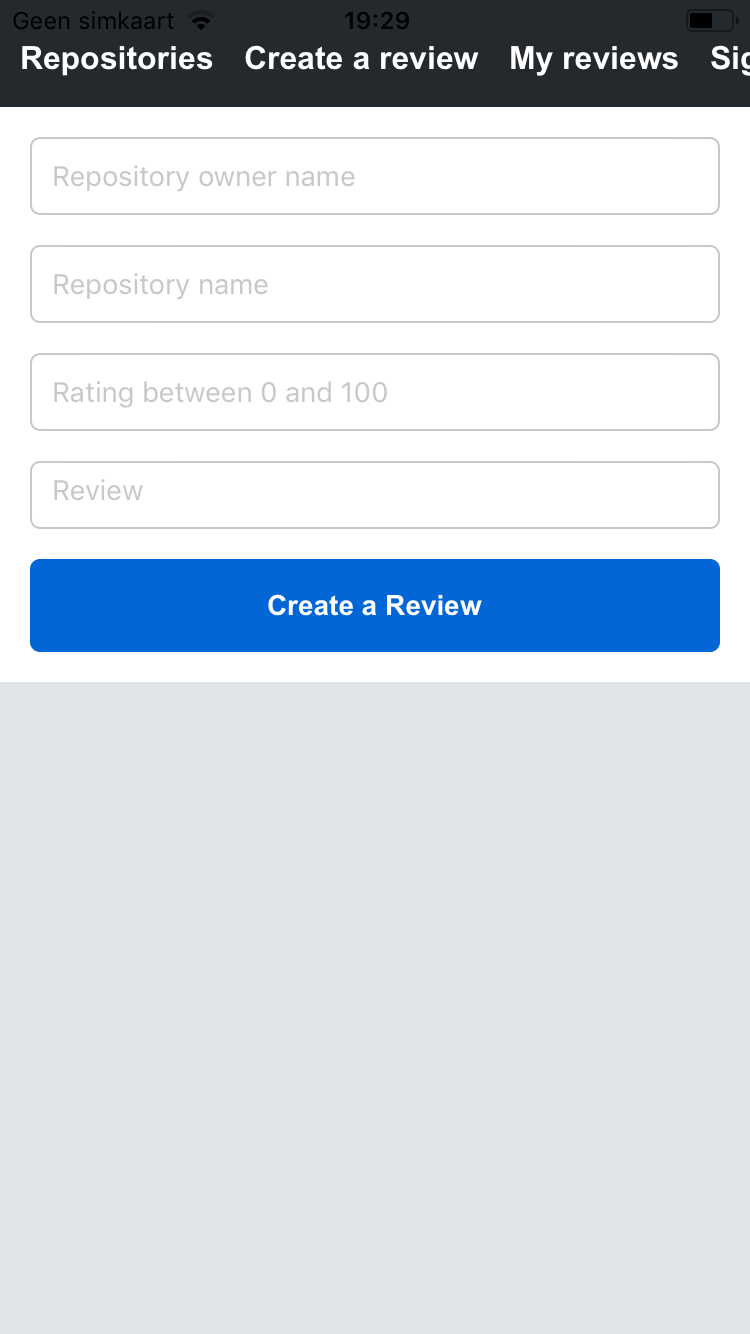 Geen simkaart 19:29
Repositories Create a review My reviews Sig
Repository owner name
Repository name
Rating between 0 and 100
Review
Create a Review